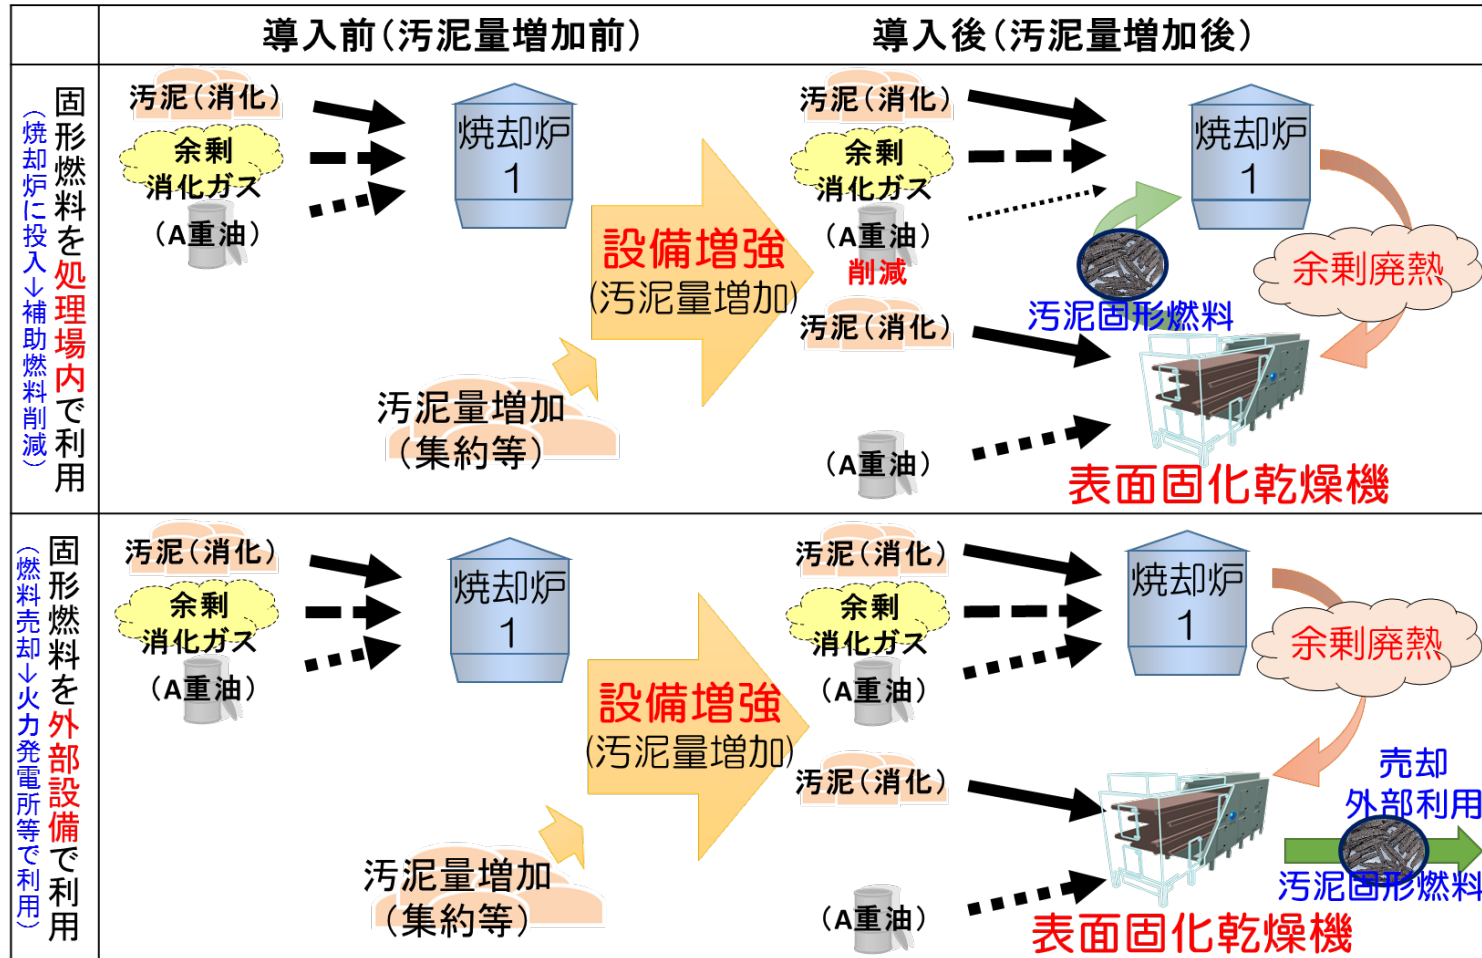 導入前(汚泥量増加前)
導入後(汚泥量増加後)
固形燃料を処理場内で利用
(焼却炉に投入→補助燃料削減)
汚泥(消化)
余剰
消化ガス
(A重油)
焼却炉
1
汚泥量増加
(集約等)
設備増強
(汚泥量増加)
汚泥(消化)
余剰
消化ガス
(A重油)
削減
焼却炉
1
余剰廃熱
汚泥固形燃料
汚泥(消化)
(A重油)
表面固化乾燥機
固形燃料を外部設備で利用
(燃料売却→火力発電所等で利用)
汚泥(消化)
余剰
消化ガス
(A重油)
焼却炉
1
汚泥量増加
(集約等)
設備増強
(汚泥量増加)
汚泥(消化)
余剰
消化ガス
(A重油)
焼却炉
1
余剰廃熱
汚泥(消化)
(A重油)
売却
外部利用
汚泥固形燃料
表面固化乾燥機